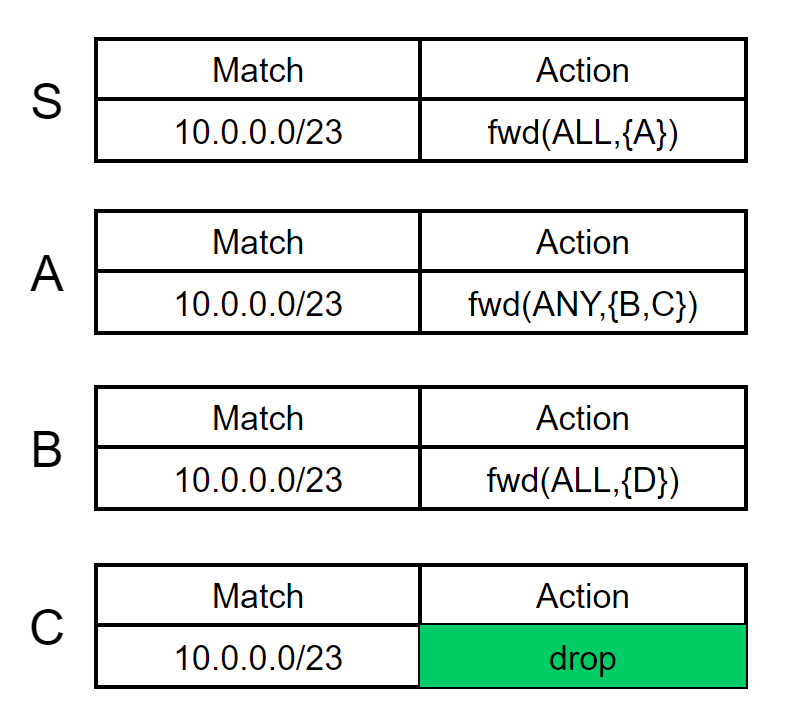 S
Match Action
10.0.0.0/23 fwd(ALL,{A})
A
Match Action
10.0.0.0/23 fwd(ANY,{B,C})
B
Match Action
10.0.0.0/23 fwd(ALL,{D})
C
Match Action
10.0.0.0/23 drop